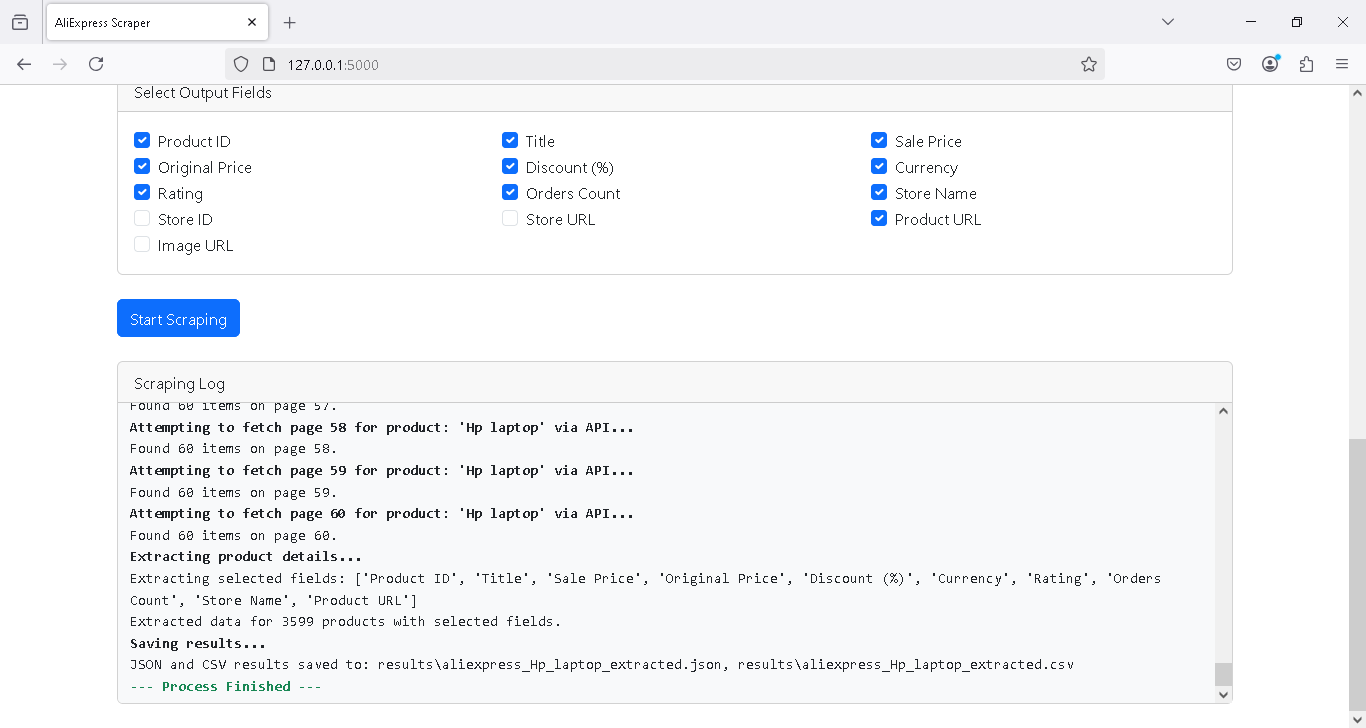 AliExpress Scraper
127.0.0.1:5000
Select Output Fields
Product ID Title Sale Price
Original Price Discount (%) Currency
Rating Orders Count Store Name
Store ID Store URL Product URL
Image URL
Start Scraping
Scraping Log
Found 60 items on page 57.
Attempting to fetch page 58 for product: 'Hp laptop' via API...
Found 60 items on page 58.
Attempting to fetch page 59 for product: 'Hp laptop' via API...
Found 60 items on page 59.
Attempting to fetch page 60 for product: 'Hp laptop' via API...
Found 60 items on page 60.
Extracting product details...
Extracting selected fields: ['Product ID', 'Title', 'Sale Price', 'Original Price', 'Discount (%)', 'Currency', 'Rating', 'Orders
Count', 'Store Name', 'Product URL']
Extracted data for 3599 products with selected fields.
Saving results...
JSON and CSV results saved to: results\aliexpress_Hp_laptop_extracted.json, results\aliexpress_Hp_laptop_extracted.csv
--- Process Finished ---